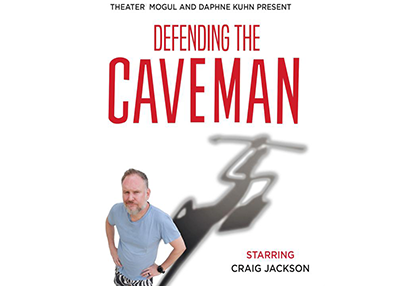 THEATER MOGUL AND DAPHNE KUHN PRESENT
DEFENDING THE
CAVEMAN
STARRING
CRAIG JACKSON